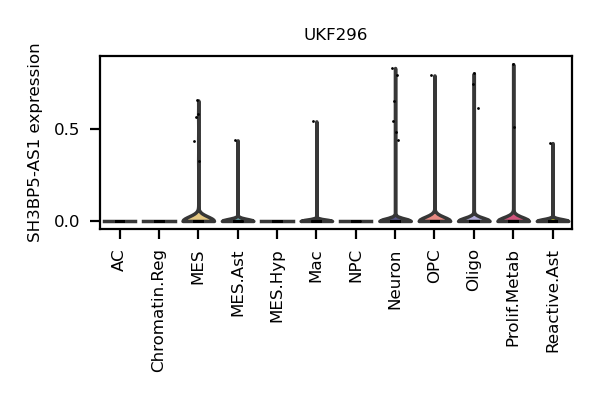 UKF296
SH3BP5-AS1 expression
0.5
0.0
AC
Chromatin.Reg
MES
MES.Ast
MES.Hyp
Mac
NPC
Neuron
OPC
Oligo
Prolif.Metab
Reactive.Ast